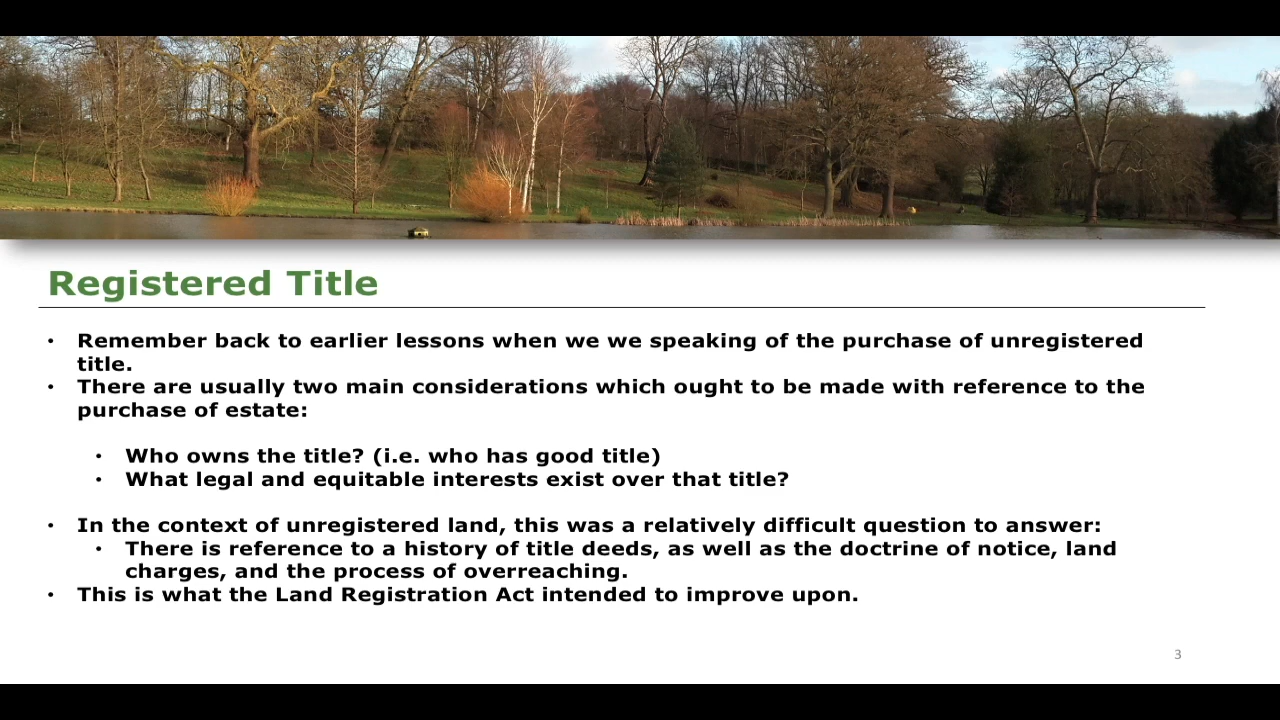 Registered Title
• Remember back to earlier lessons when we we speaking of the purchase of unregistered
title.
• There are usually two main considerations which ought to be made with reference to the
purchase of estate:
• Who owns the title? (i.e. who has good title)
• What legal and equitable interests exist over that title?
• In the context of unregistered land, this was a relatively difficult question to answer:
• There is reference to a history of title deeds, as well as the doctrine of notice, land
charges, and the process of overreaching.
• This is what the Land Registration Act intended to improve upon.
3